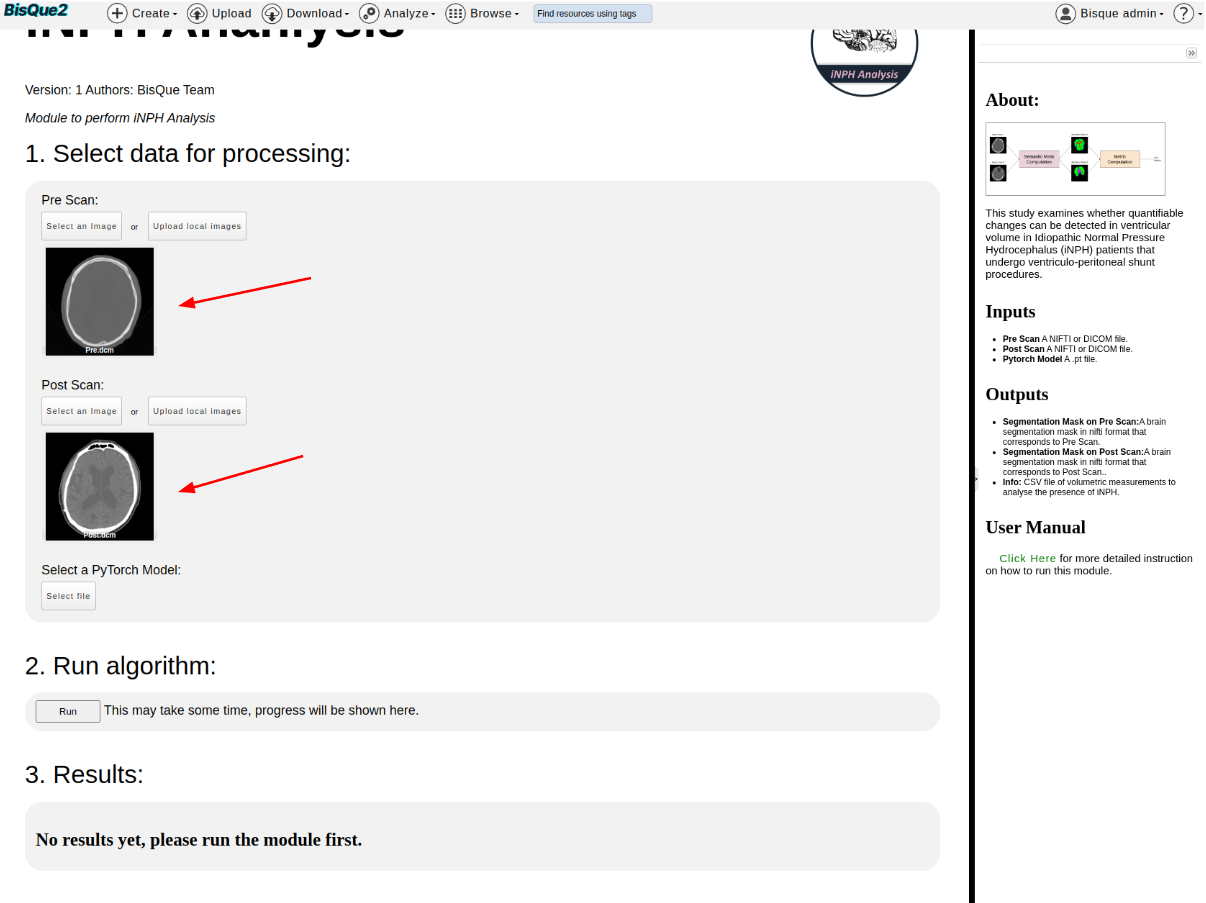 BisQue2
Create
Upload
Download
Analyze
Browse
Find resources using tags
Bisque admin
?
iNPH Analysis
Version: 1 Authors: BisQue Team
Module to perform iNPH Analysis
1. Select data for processing:
Pre Scan:
Select an Image or Upload local images
Pre.dcm
Post Scan:
Select an Image or Upload local images
Post.dcm
Select a PyTorch Model:
Select file
2. Run algorithm:
Run This may take some time, progress will be shown here.
3. Results:
No results yet, please run the module first.
About:
Semantic Mask
Computation
Metric
Computation
This study examines whether quantifiable
changes can be detected in ventricular
volume in Idiopathic Normal Pressure
Hydrocephalus (iNPH) patients that
undergo ventriculo-peritoneal shunt
procedures.
Inputs
Pre Scan A NIFTI or DICOM file.
Post Scan A NIFTI or DICOM file.
Pytorch Model A .pt file.
Outputs
Segmentation Mask on Pre Scan:A brain
segmentation mask in nifti format that
corresponds to Pre Scan.
Segmentation Mask on Post Scan:A brain
segmentation mask in nifti format that
corresponds to Post Scan..
Info: CSV file of volumetric measurements to
analyse the presence of iNPH.
User Manual
Click Here for more detailed instruction
on how to run this module.